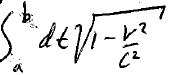 ∫_a^b dt √(1 - v²/c²)